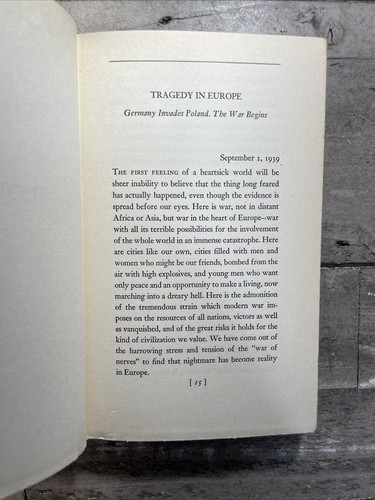 TRAGEDY IN EUROPE
Germany Invades Poland. The War Begins
September 2, 1939
THE FIRST FEELING of a heartsick world will be
sheer inability to believe that the thing long feared
has actually happened, even though the evidence is
spread before our eyes. Here is war, not in distant
Africa or Asia, but war in the heart of Europe—war
with all its terrible possibilities for the involvement
of the whole world in an immense catastrophe. Here
are cities like our own, cities filled with men and
women who might be our friends, bombed from the
air with high explosives, and young men who want
only peace and an opportunity to make a living, now
marching into a dreary hell. Here is the admonition
of the tremendous strain which modern war im-
poses on the resources of all nations, victors as well
as vanquished, and of the great risks it holds for the
kind of civilization we value. We have come out of
the harrowing stress and tension of the "war of
nerves" to find that nightmare has become reality
in Europe.
[ 15 ]